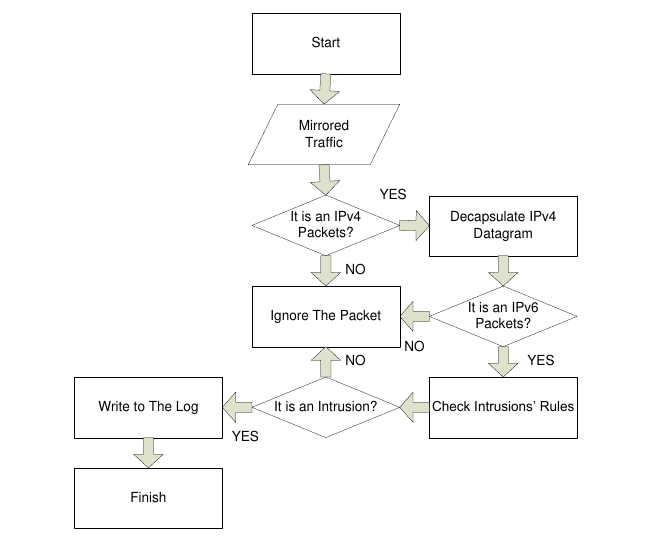 Start
Mirrored
Traffic
YES
It is an IPv4
Packets?
Decapsulate IPv4
Datagram
NO
It is an IPv6
Packets?
Ignore The Packet
NO
YES
NO
Write to The Log
It is an Intrusion?
Check Intrusions' Rules
YES
Finish